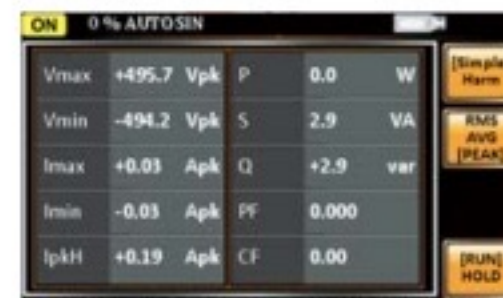 ON 0 % AUTO SIN
Vmax +495.7 Vpk P 0.0 W
Vmin -494.2 Vpk S 2.9 VA
Imax +0.03 Apk Q +2.9 var
Imin -0.03 Apk PF 0.000
IpkH +0.19 Apk CF 0.00
[Simple]
Harm
RMS
AVG
[PEAK]
[RUN]
HOLD